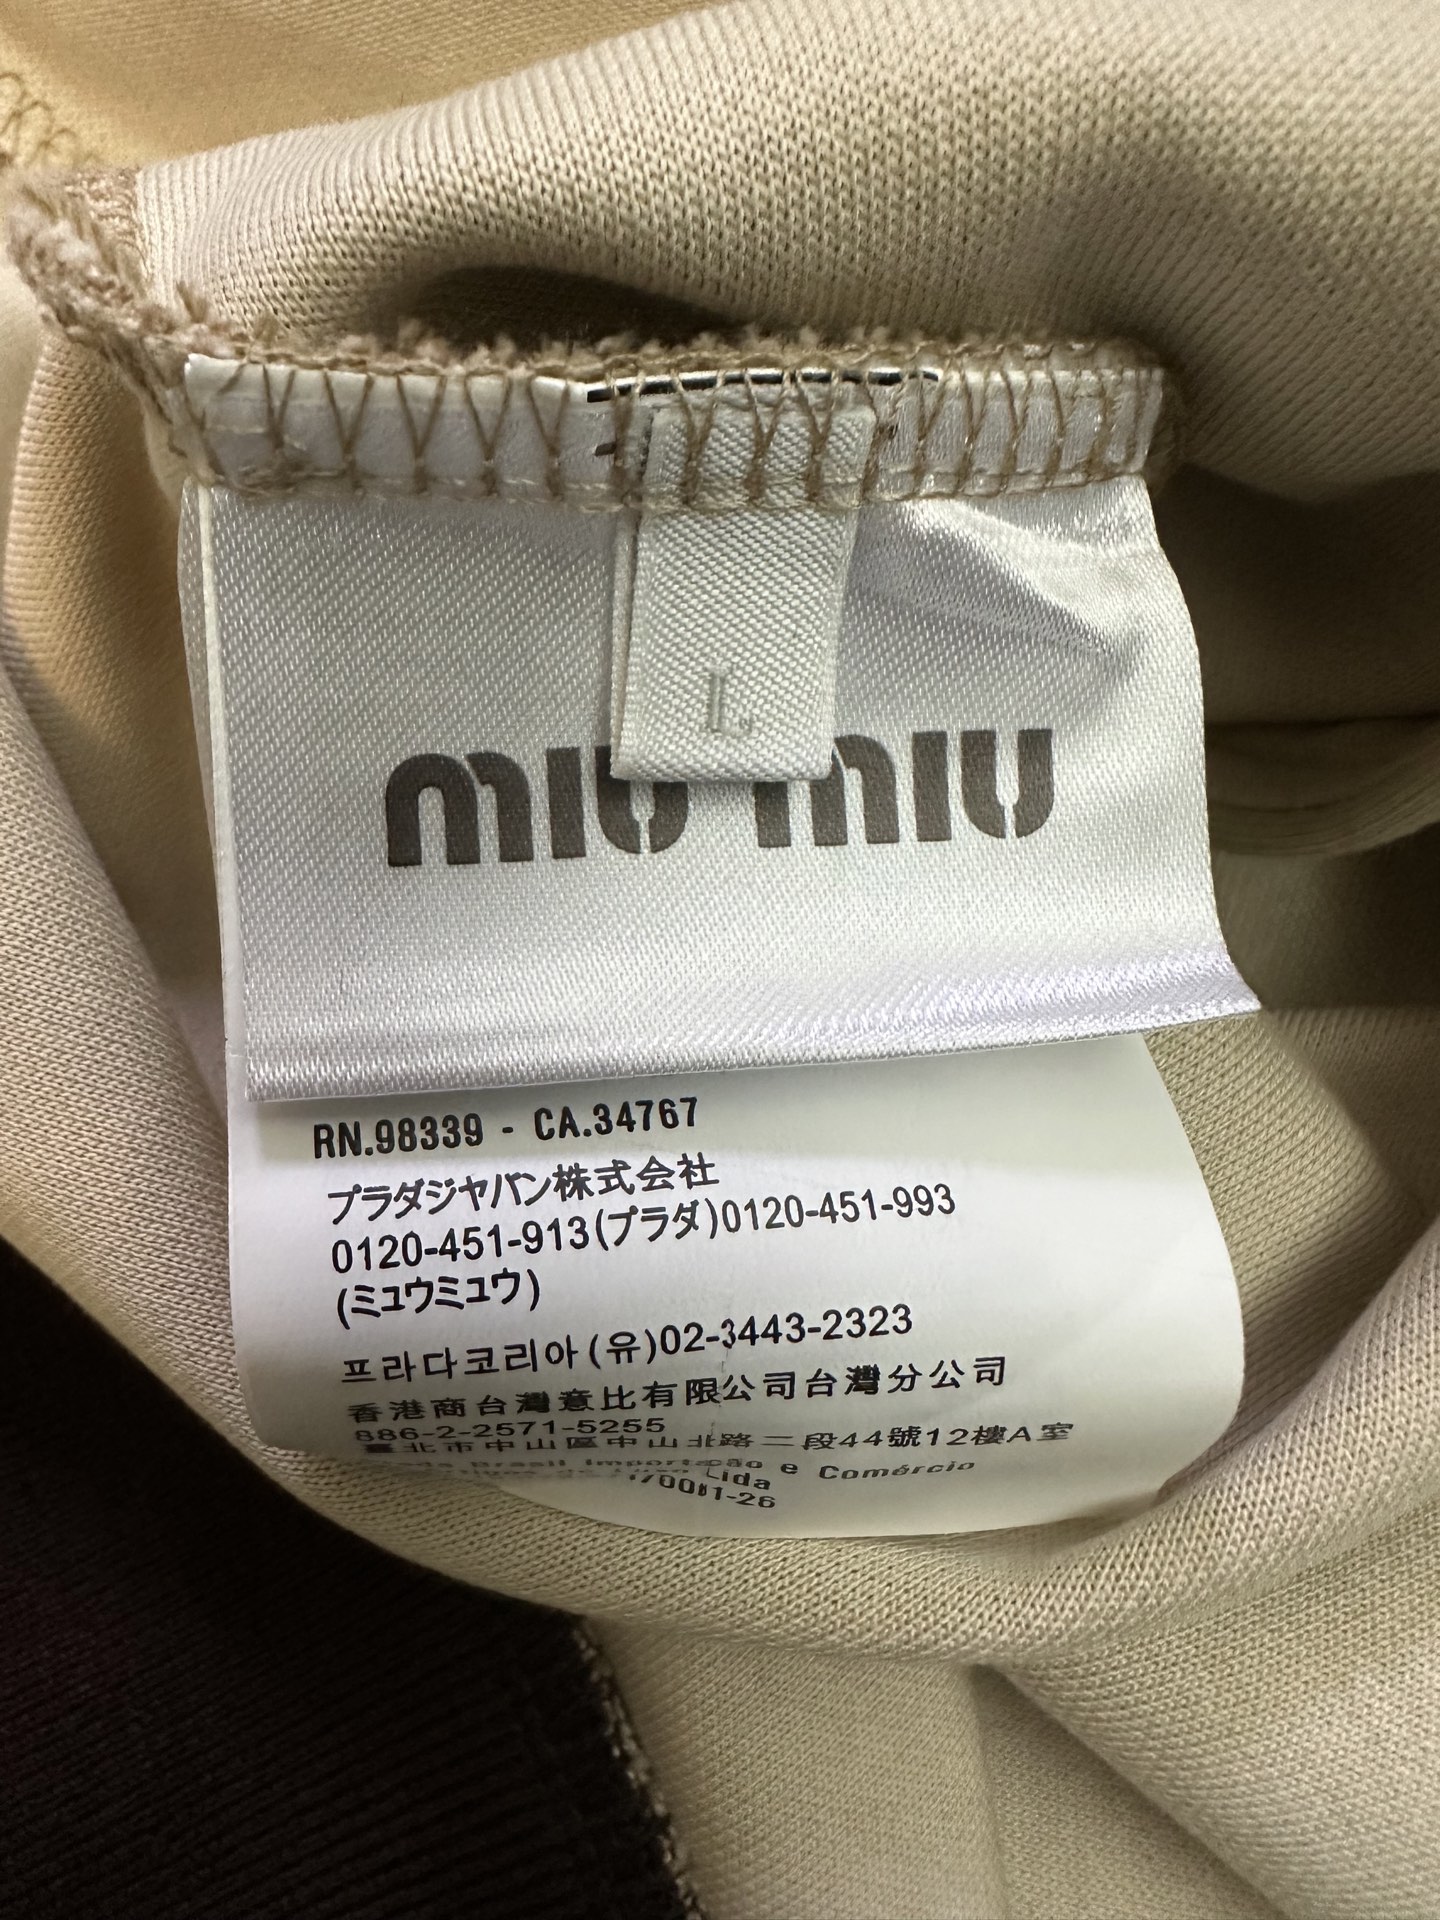 L
miu miu
RN.98339 - CA.34767
プラダジャパン株式会社
0120-451-913(プラダ)0120-451-993
(ミュウミュウ)
프라다코리아(유)02-3443-2323
香港商台灣意比有限公司台灣分公司
886-2-2571-5255
臺北市中山區中山北路二段44號12樓A室
Brasil Importação e Comércio
Ltda